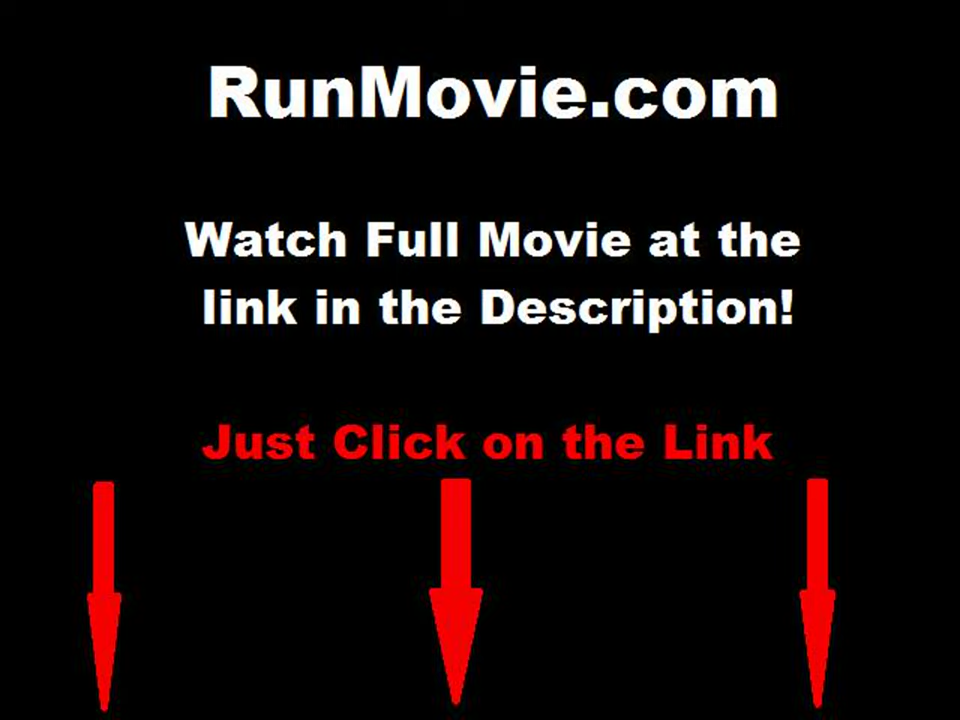 RunMovie.com
Watch Full Movie at the
link in the Description!
Just Click on the Link